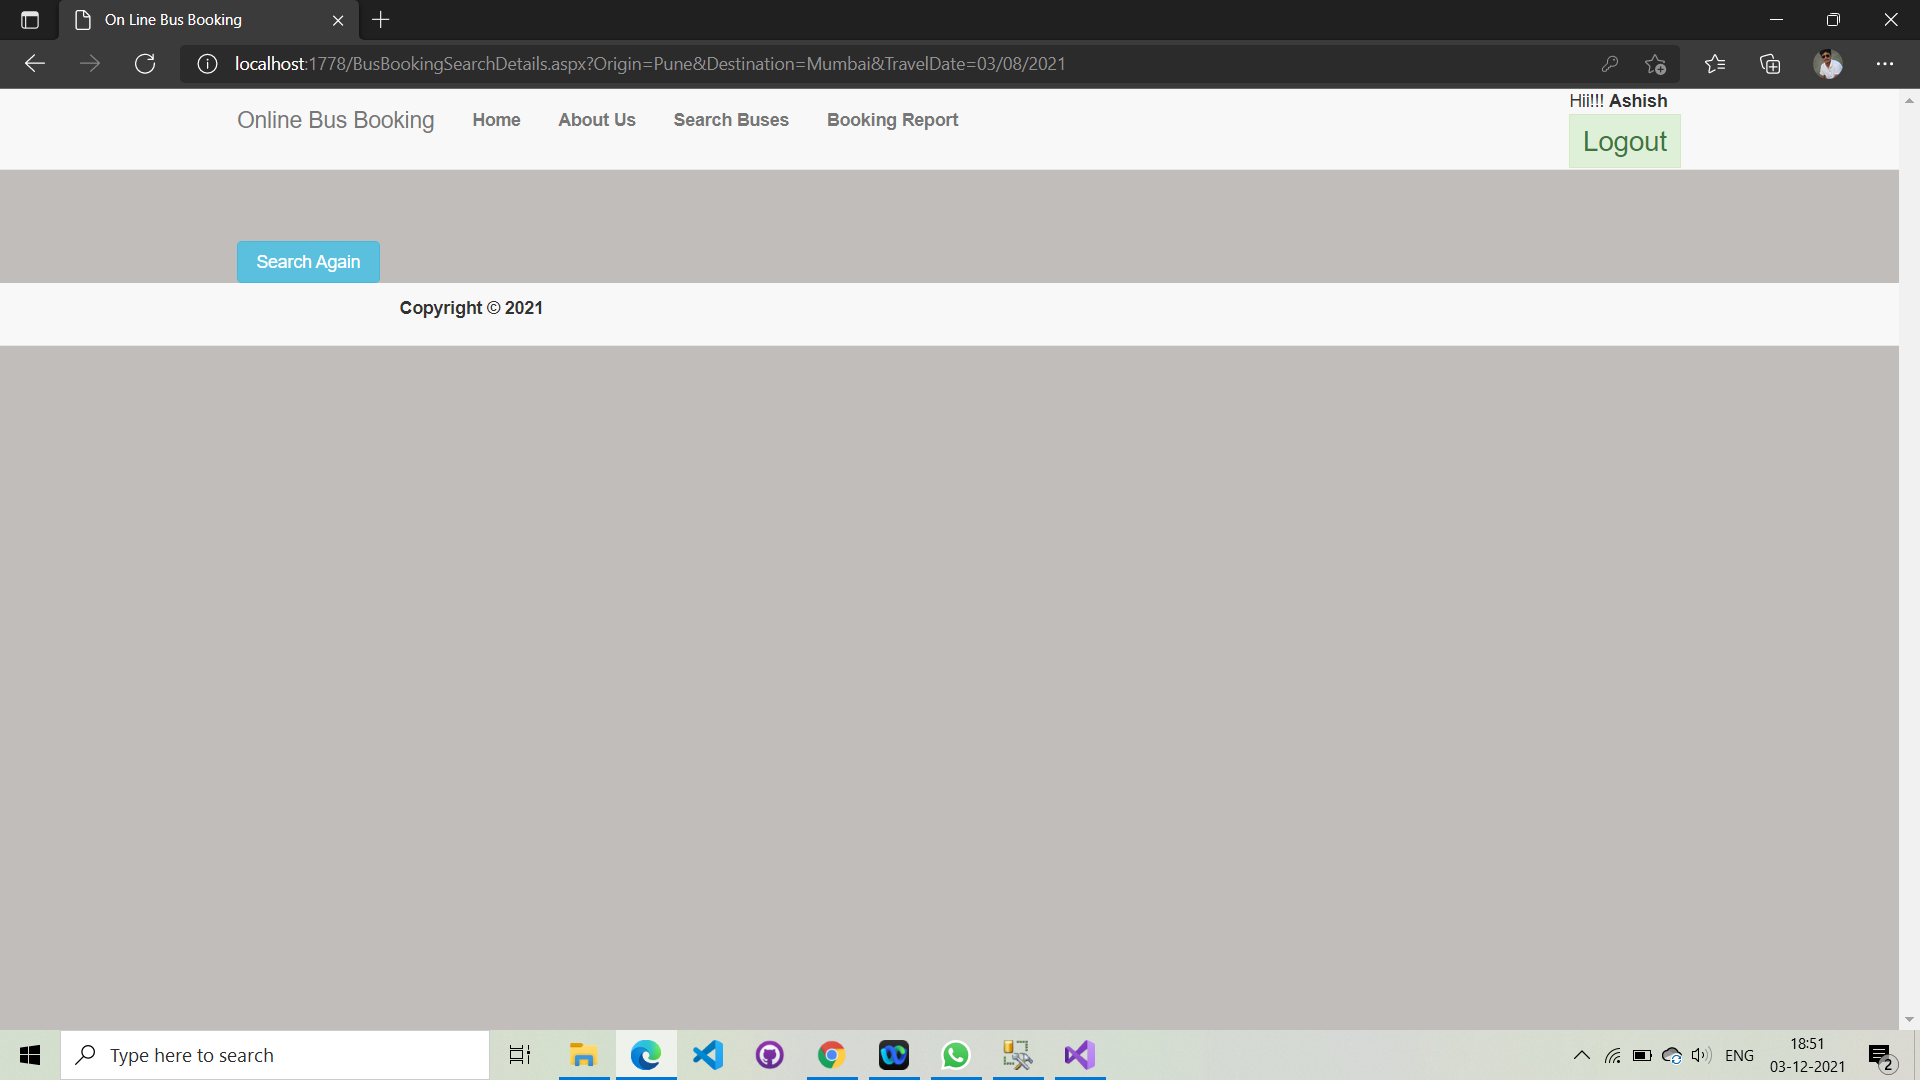 On Line Bus Booking
localhost:1778/BusBookingSearchDetails.aspx?Origin=Pune&Destination=Mumbai&TravelDate=03/08/2021
Online Bus Booking
Home
About Us
Search Buses
Booking Report
Hii!!! Ashish
Logout
Search Again
Copyright © 2021
Type here to search
ENG
18:51
03-12-2021
2